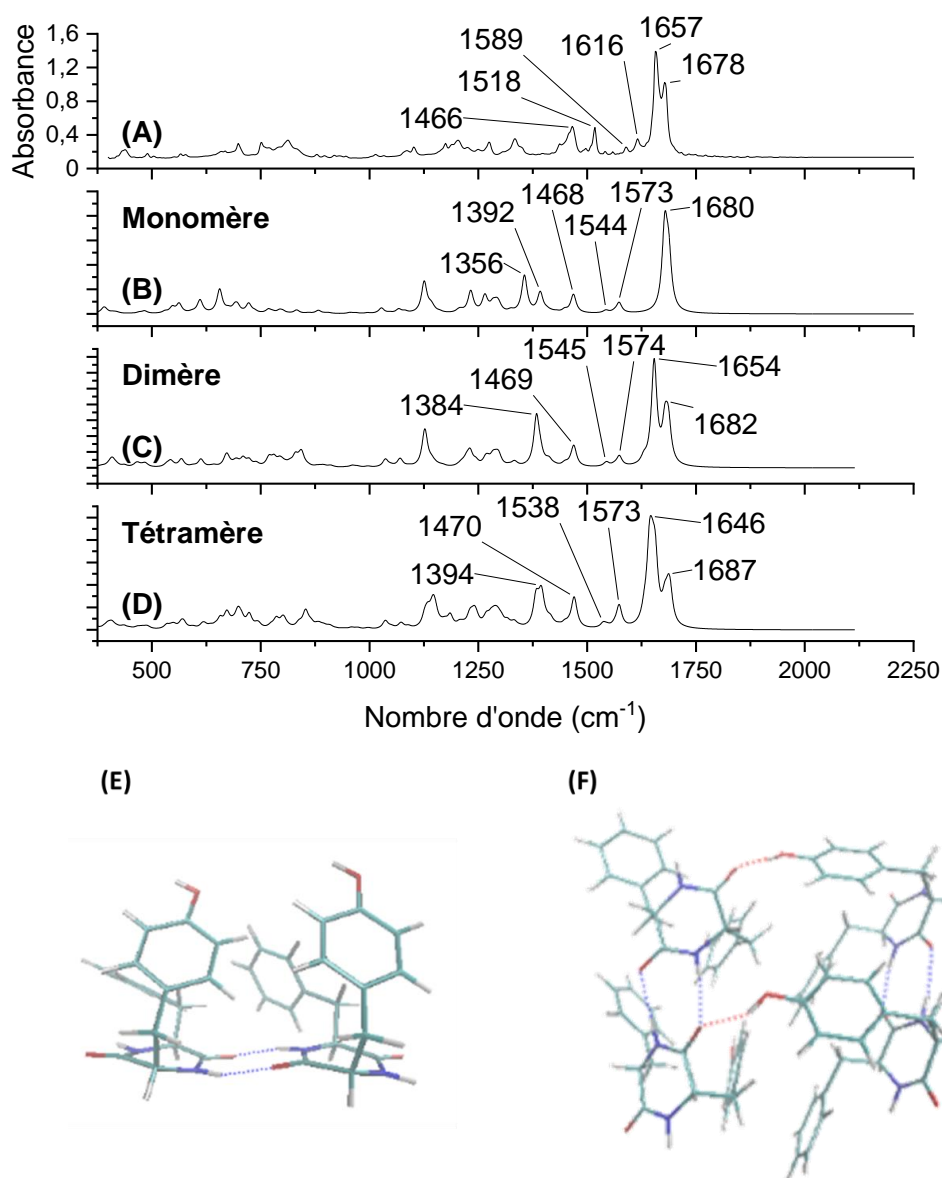 Absorbance
1,6
1,2
0,8
0,4
0
(A)
1466
1518
1589
1616
1657
1678
Monomère
(B)
1356
1392
1468
1544
1573
1680
Dimère
(C)
1384
1469
1545
1574
1654
1682
Tétramère
(D)
1394
1470
1538
1573
1646
1687
500 750 1000 1250 1500 1750 2000 2250
Nombre d'onde (cm⁻¹)
(E) (F)